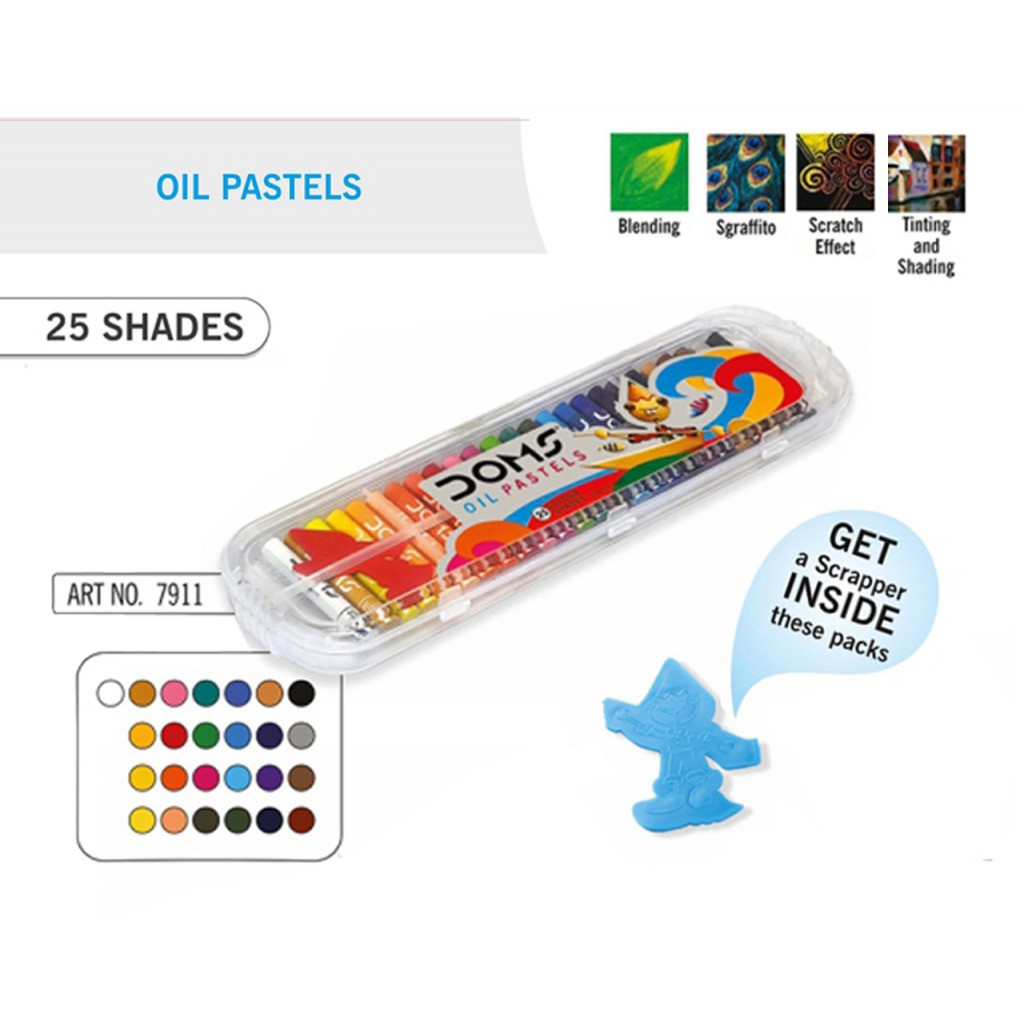 OIL PASTELS
Blending
Sgraffito
Scratch
Effect
Tinting
and
Shading
25 SHADES
DOMS
OIL PASTELS
25
ART NO. 7911
GET
a Scrapper
INSIDE
these packs